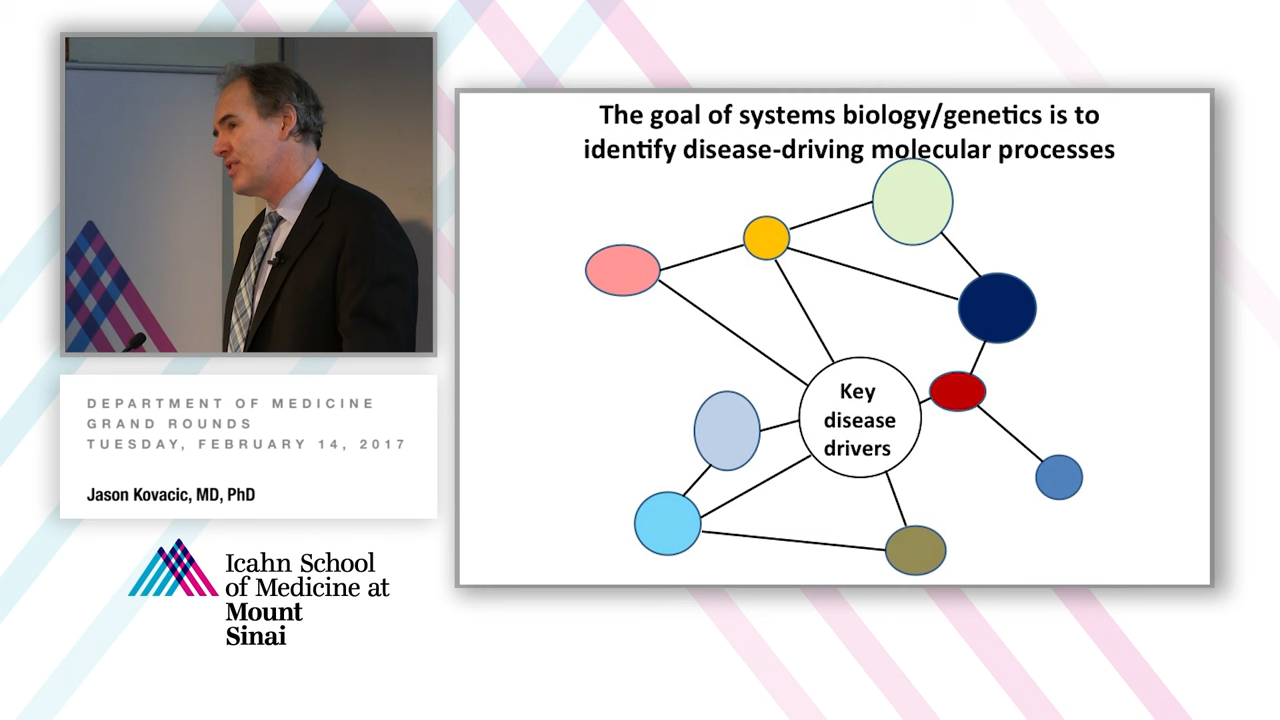 The goal of systems biology/genetics is to
identify disease-driving molecular processes
Key
disease
drivers
DEPARTMENT OF MEDICINE
GRAND ROUNDS
TUESDAY, FEBRUARY 14, 2017
Jason Kovacic, MD, PhD
Icahn School
of Medicine at
Mount
Sinai